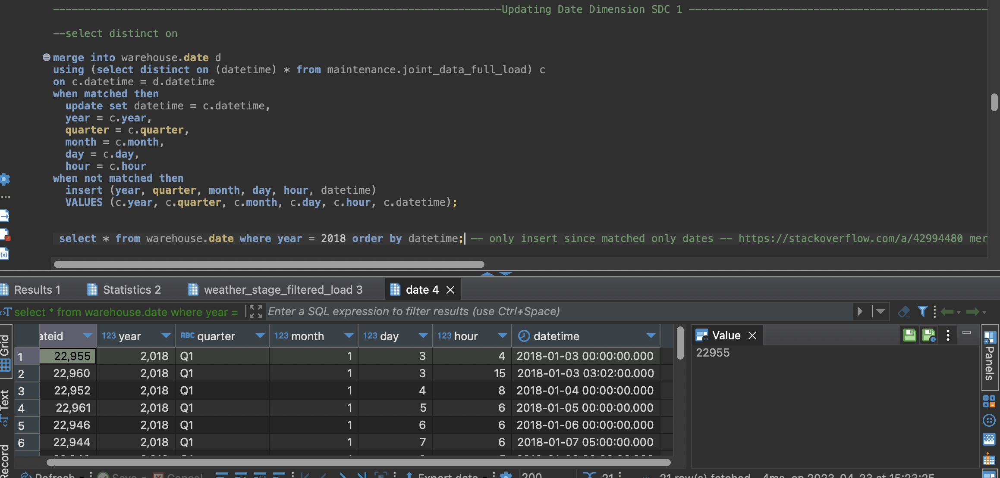 ------------------------------------------------------------------------Updating Date Dimension SDC 1 ------------------------------------------------
--select distinct on
merge into warehouse.date d
using (select distinct on (datetime) * from maintenance.joint_data_full_load) c
on c.datetime = d.datetime
when matched then
update set datetime = c.datetime,
year = c.year,
quarter = c.quarter,
month = c.month,
day = c.day,
hour = c.hour
when not matched then
insert (year, quarter, month, day, hour, datetime)
VALUES (c.year, c.quarter, c.month, c.day, c.hour, c.datetime);
select * from warehouse.date where year = 2018 order by datetime; -- only insert since matched only dates -- https://stackoverflow.com/a/42994480 mer
Results 1 Statistics 2 weather_stage_filtered_load 3 date 4
select * from warehouse.date where year = Enter a SQL expression to filter results (use Ctrl+Space)
Grid
Text
Record
ateid 123 year ABC quarter 123 month 123 day 123 hour datetime
1 22,955 2,018 Q1 1 3 4 2018-01-03 00:00:00.000
2 22,960 2,018 Q1 1 3 15 2018-01-03 03:02:00.000
3 22,952 2,018 Q1 1 4 8 2018-01-04 00:00:00.000
4 22,961 2,018 Q1 1 5 6 2018-01-05 00:00:00.000
5 22,946 2,018 Q1 1 6 6 2018-01-06 00:00:00.000
6 22,944 2,018 Q1 1 7 6 2018-01-07 05:00:00.000
Value
22955
Panels
Refresh Save Cancel Export data 200 21 21 row(s) fetched - 4ms, on 2023-04-23 at 15:23:25